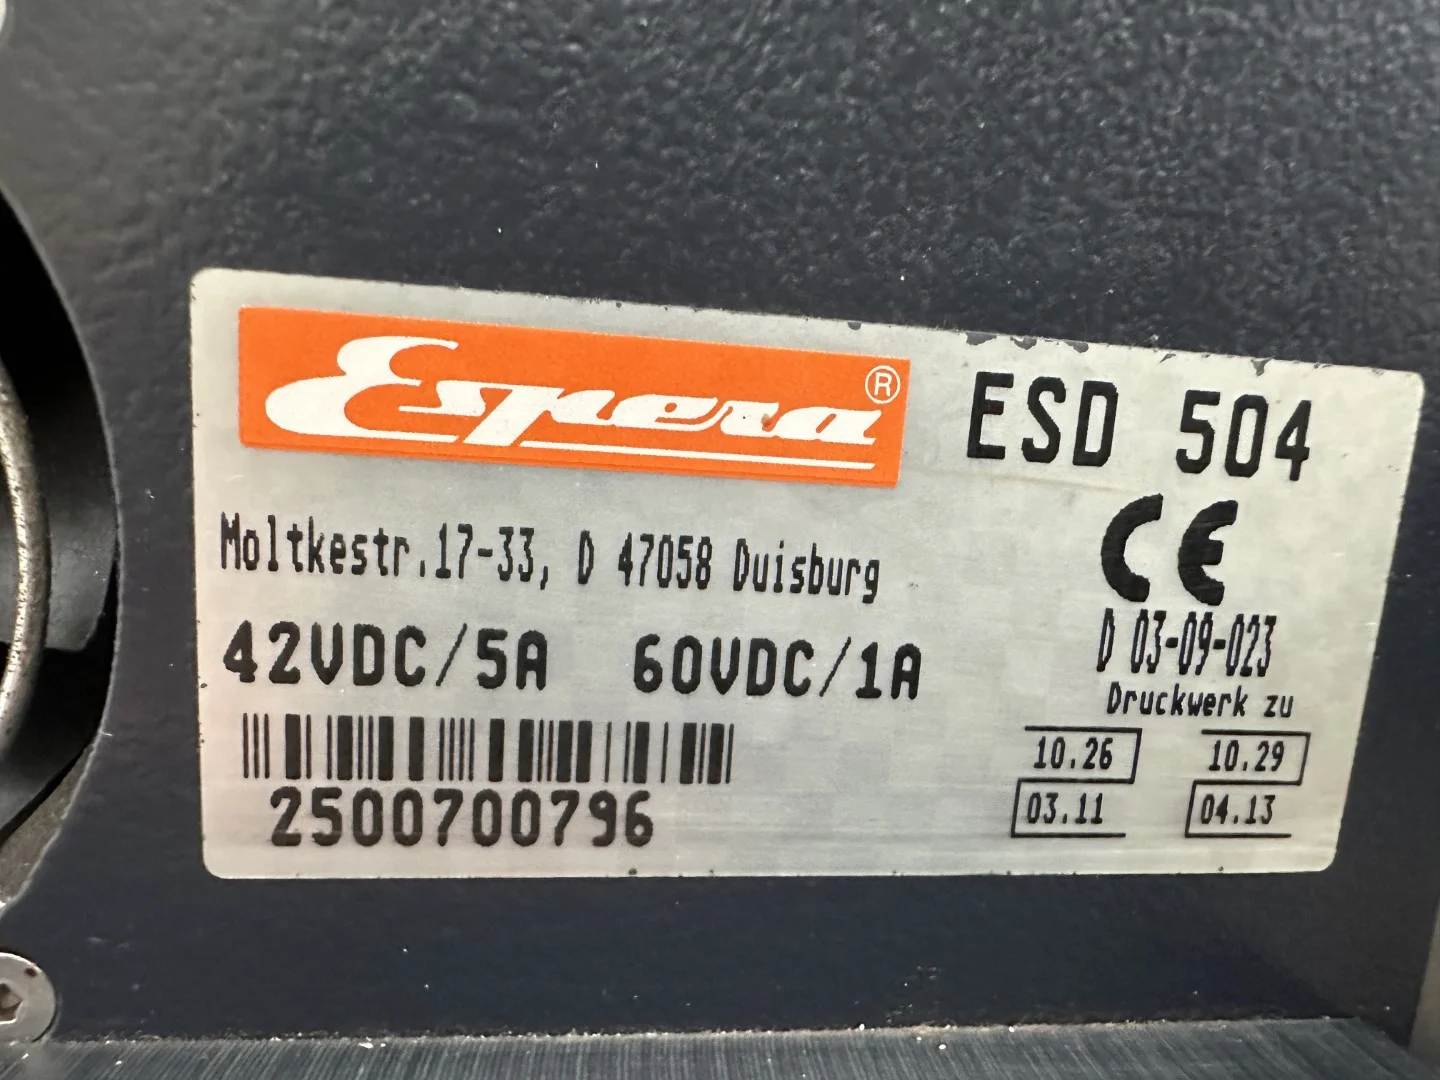 Espera ®
ESD 504
CE
Moltkestr.17-33, D 47058 Duisburg
D 03-09-023
42VDC/5A 60VDC/1A
Druckwerk zu
10.26 10.29
03.11 04.13
2500700796